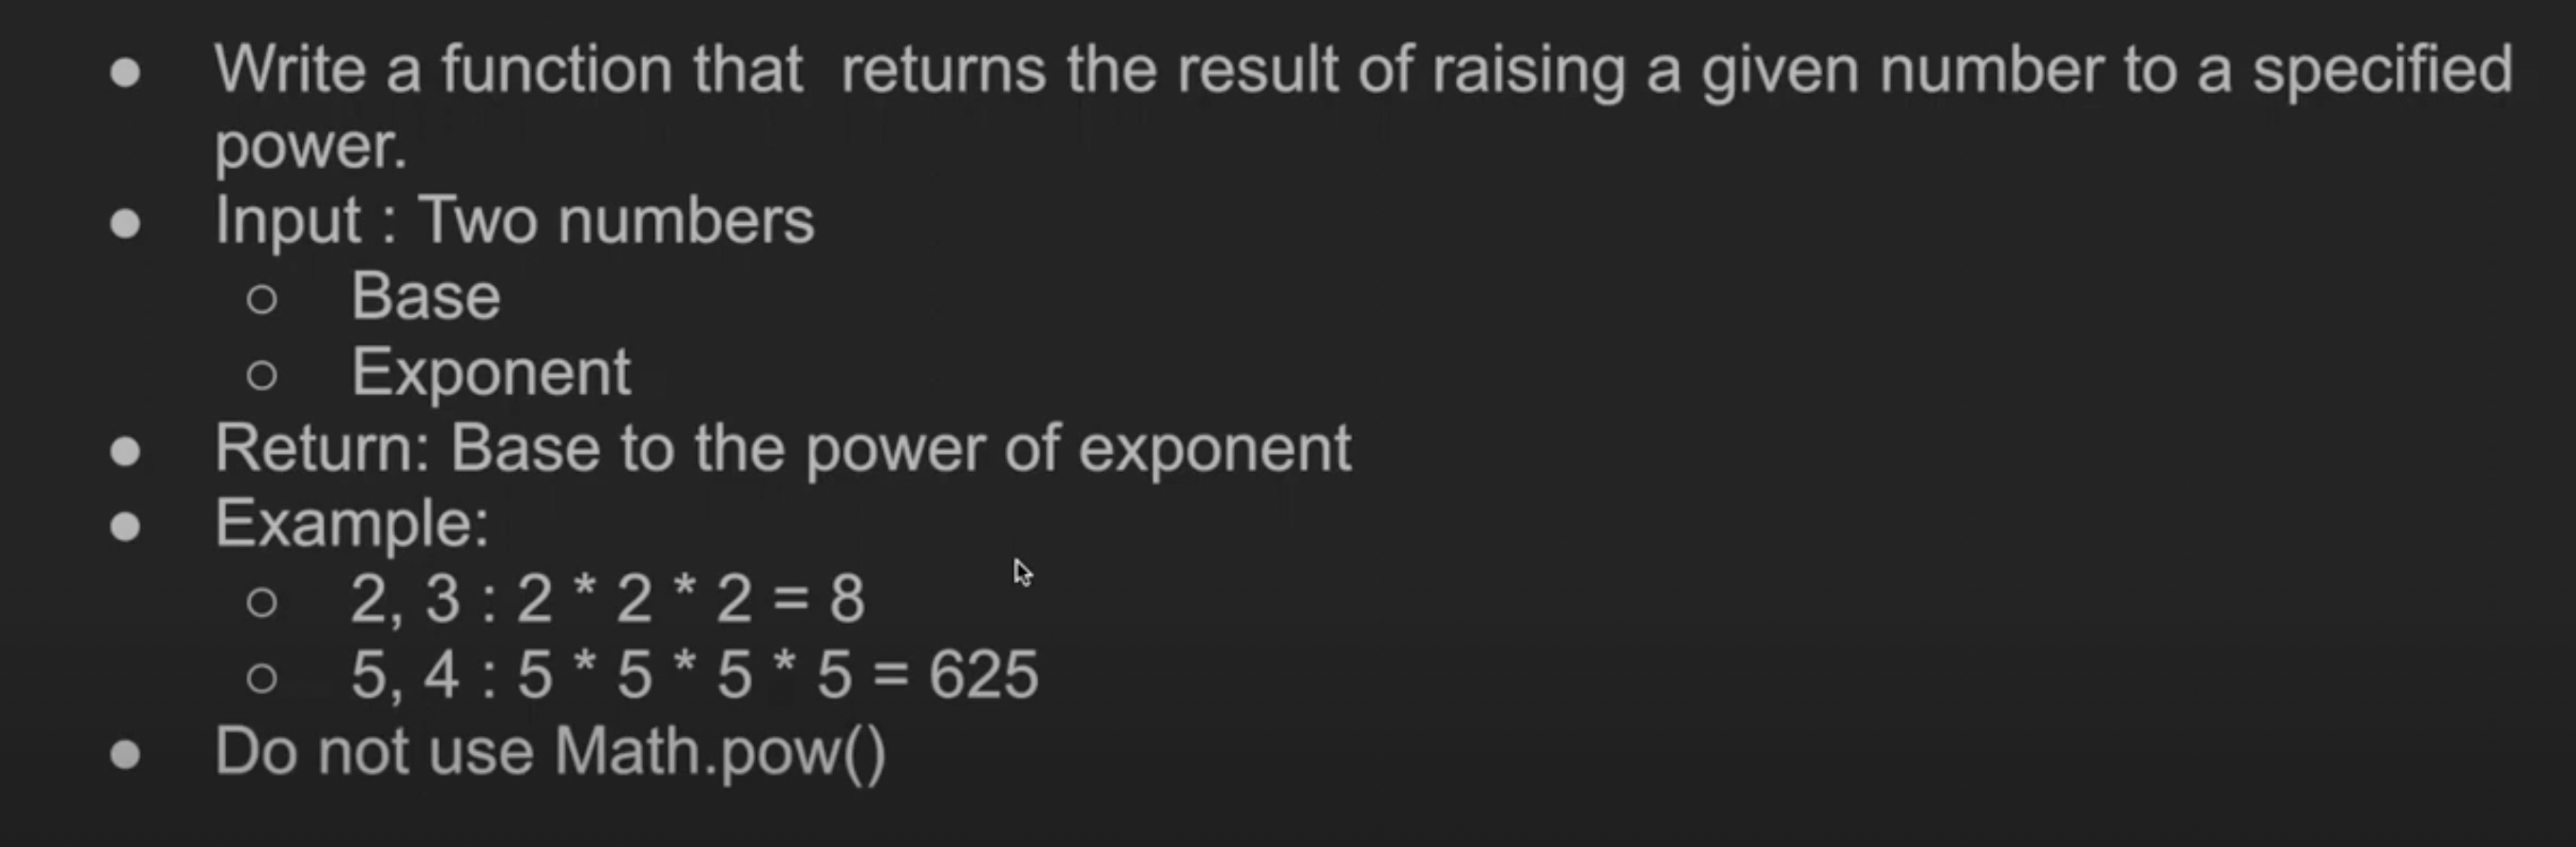 ● Write a function that  returns the result of raising a given number to a specified
power.
● Input : Two numbers
○ Base
○ Exponent
● Return: Base to the power of exponent
● Example:
○ 2, 3 : 2 * 2 * 2 = 8
○ 5, 4 : 5 * 5 * 5 * 5 = 625
● Do not use Math.pow()